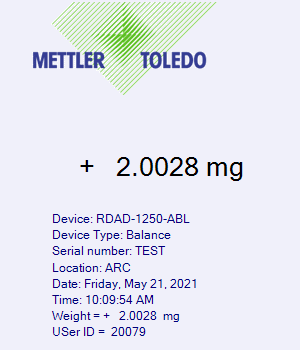 METTLER TOLEDO
+ 2.0028 mg
Device: RDAD-1250-ABL
Device Type: Balance
Serial number: TEST
Location: ARC
Date: Friday, May 21, 2021
Time: 10:09:54 AM
Weight = + 2.0028 mg
USer ID = 20079